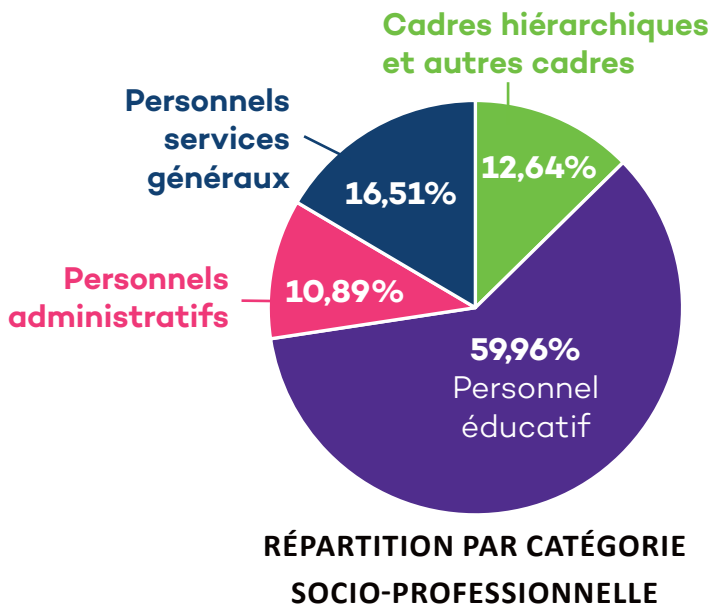 Cadres hiérarchiques
et autres cadres
Personnels
services
généraux
16,51%
12,64%
Personnels
administratifs
10,89%
59,96%
Personnel
éducatif
RÉPARTITION PAR CATÉGORIE
SOCIO-PROFESSIONNELLE